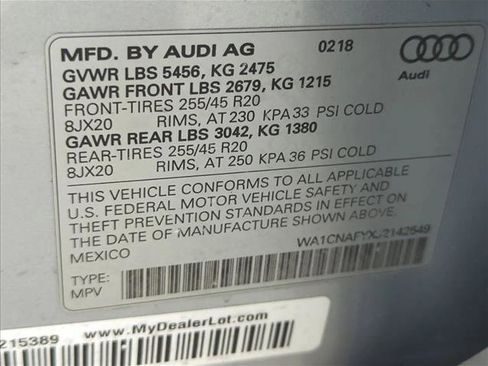 MFD. BY AUDI AG 0218
GVWR LBS 5456, KG 2475
GAWR FRONT LBS 2679, KG 1215
Audi
FRONT-TIRES 255/45 R20
8JX20 RIMS, AT 230 KPA 33 PSI COLD
GAWR REAR LBS 3042, KG 1380
REAR-TIRES 255/45 R20
8JX20 RIMS, AT 250 KPA 36 PSI COLD
THIS VEHICLE CONFORMS TO ALL APPLICABLE
U.S. FEDERAL MOTOR VEHICLE SAFETY AND
THEFT PREVENTION STANDARDS IN EFFECT ON
THE DATE OF MANUFACTURE SHOWN ABOVE.
MEXICO WA1CNAFYXJ2142549
TYPE:
MPV
215389 www.MyDealerLot.com